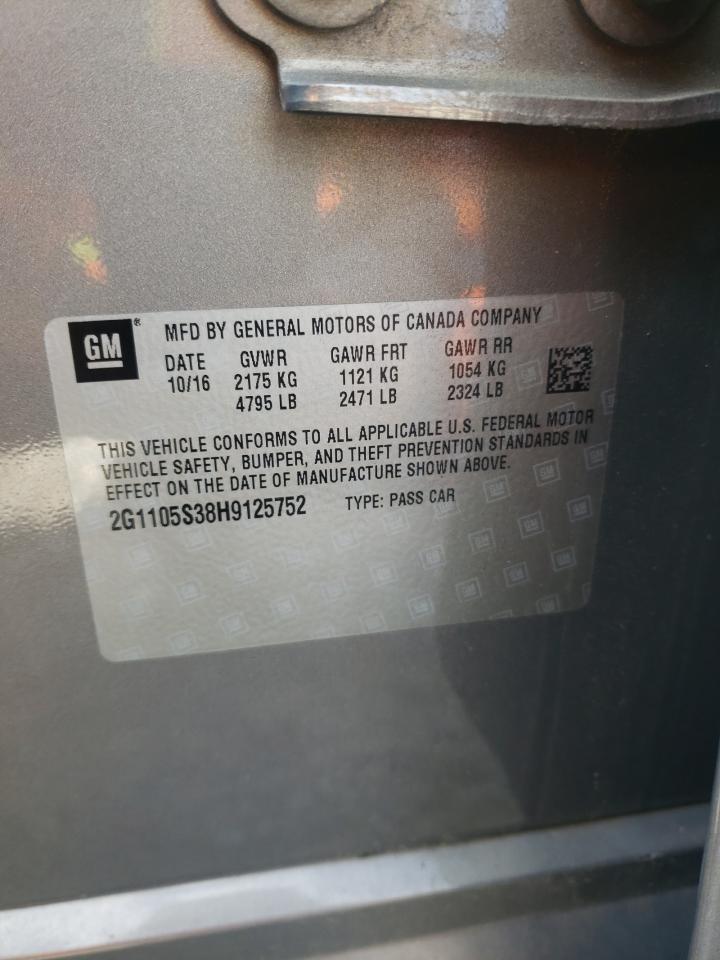 GM® MFD BY GENERAL MOTORS OF CANADA COMPANY
DATE GVWR GAWR FRT GAWR RR
10/16 2175 KG 1121 KG 1054 KG
4795 LB 2471 LB 2324 LB
THIS VEHICLE CONFORMS TO ALL APPLICABLE U.S. FEDERAL MOTOR
VEHICLE SAFETY, BUMPER, AND THEFT PREVENTION STANDARDS IN
EFFECT ON THE DATE OF MANUFACTURE SHOWN ABOVE.
2G1105S38H9125752 TYPE: PASS CAR